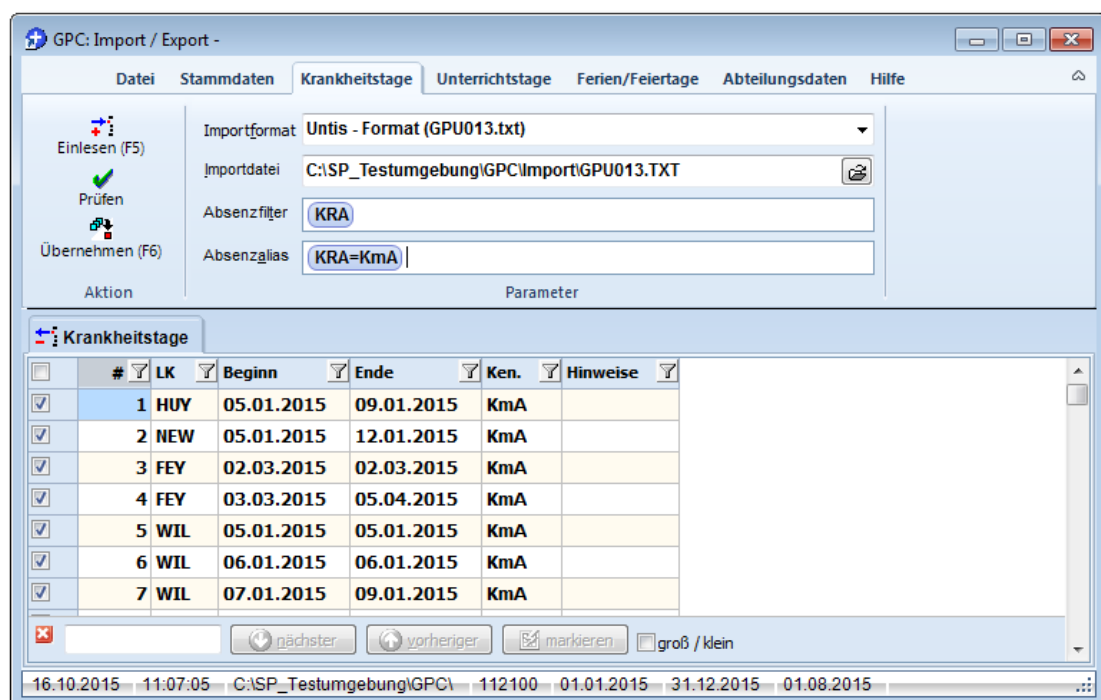 GPC: Import / Export -
Datei Stammdaten Krankheitstage Unterrichtstage Ferien/Feiertage Abteilungsdaten Hilfe
Einlesen (F5)
Prüfen
Übernehmen (F6)
Aktion
Importformat Untis - Format (GPU013.txt)
Importdatei C:\SP_Testumgebung\GPC\Import\GPU013.TXT
Absenzfilter KRA
Absenzalias KRA=KmA
Parameter
Krankheitstage
# LK Beginn Ende Ken. Hinweise
1 HUY 05.01.2015 09.01.2015 KmA
2 NEW 05.01.2015 12.01.2015 KmA
3 FEY 02.03.2015 02.03.2015 KmA
4 FEY 03.03.2015 05.04.2015 KmA
5 WIL 05.01.2015 05.01.2015 KmA
6 WIL 06.01.2015 06.01.2015 KmA
7 WIL 07.01.2015 09.01.2015 KmA
nächster vorheriger markieren groß / klein
16.10.2015 11:07:05 C:\SP_Testumgebung\GPC\ 112100 01.01.2015 31.12.2015 01.08.2015